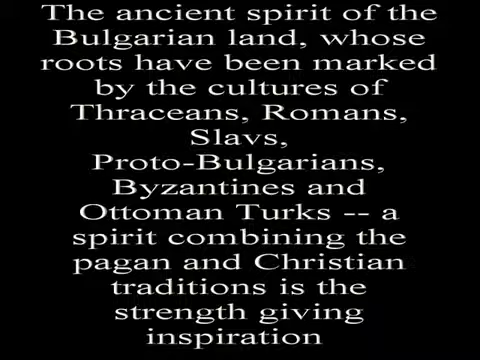 The ancient spirit of the
Bulgarian land, whose
roots have been marked
by the cultures of
Thraceans, Romans,
Slavs,
Proto-Bulgarians,
Byzantines and
Ottoman Turks -- a
spirit combining the
pagan and Christian
traditions is the
strength giving
inspiration